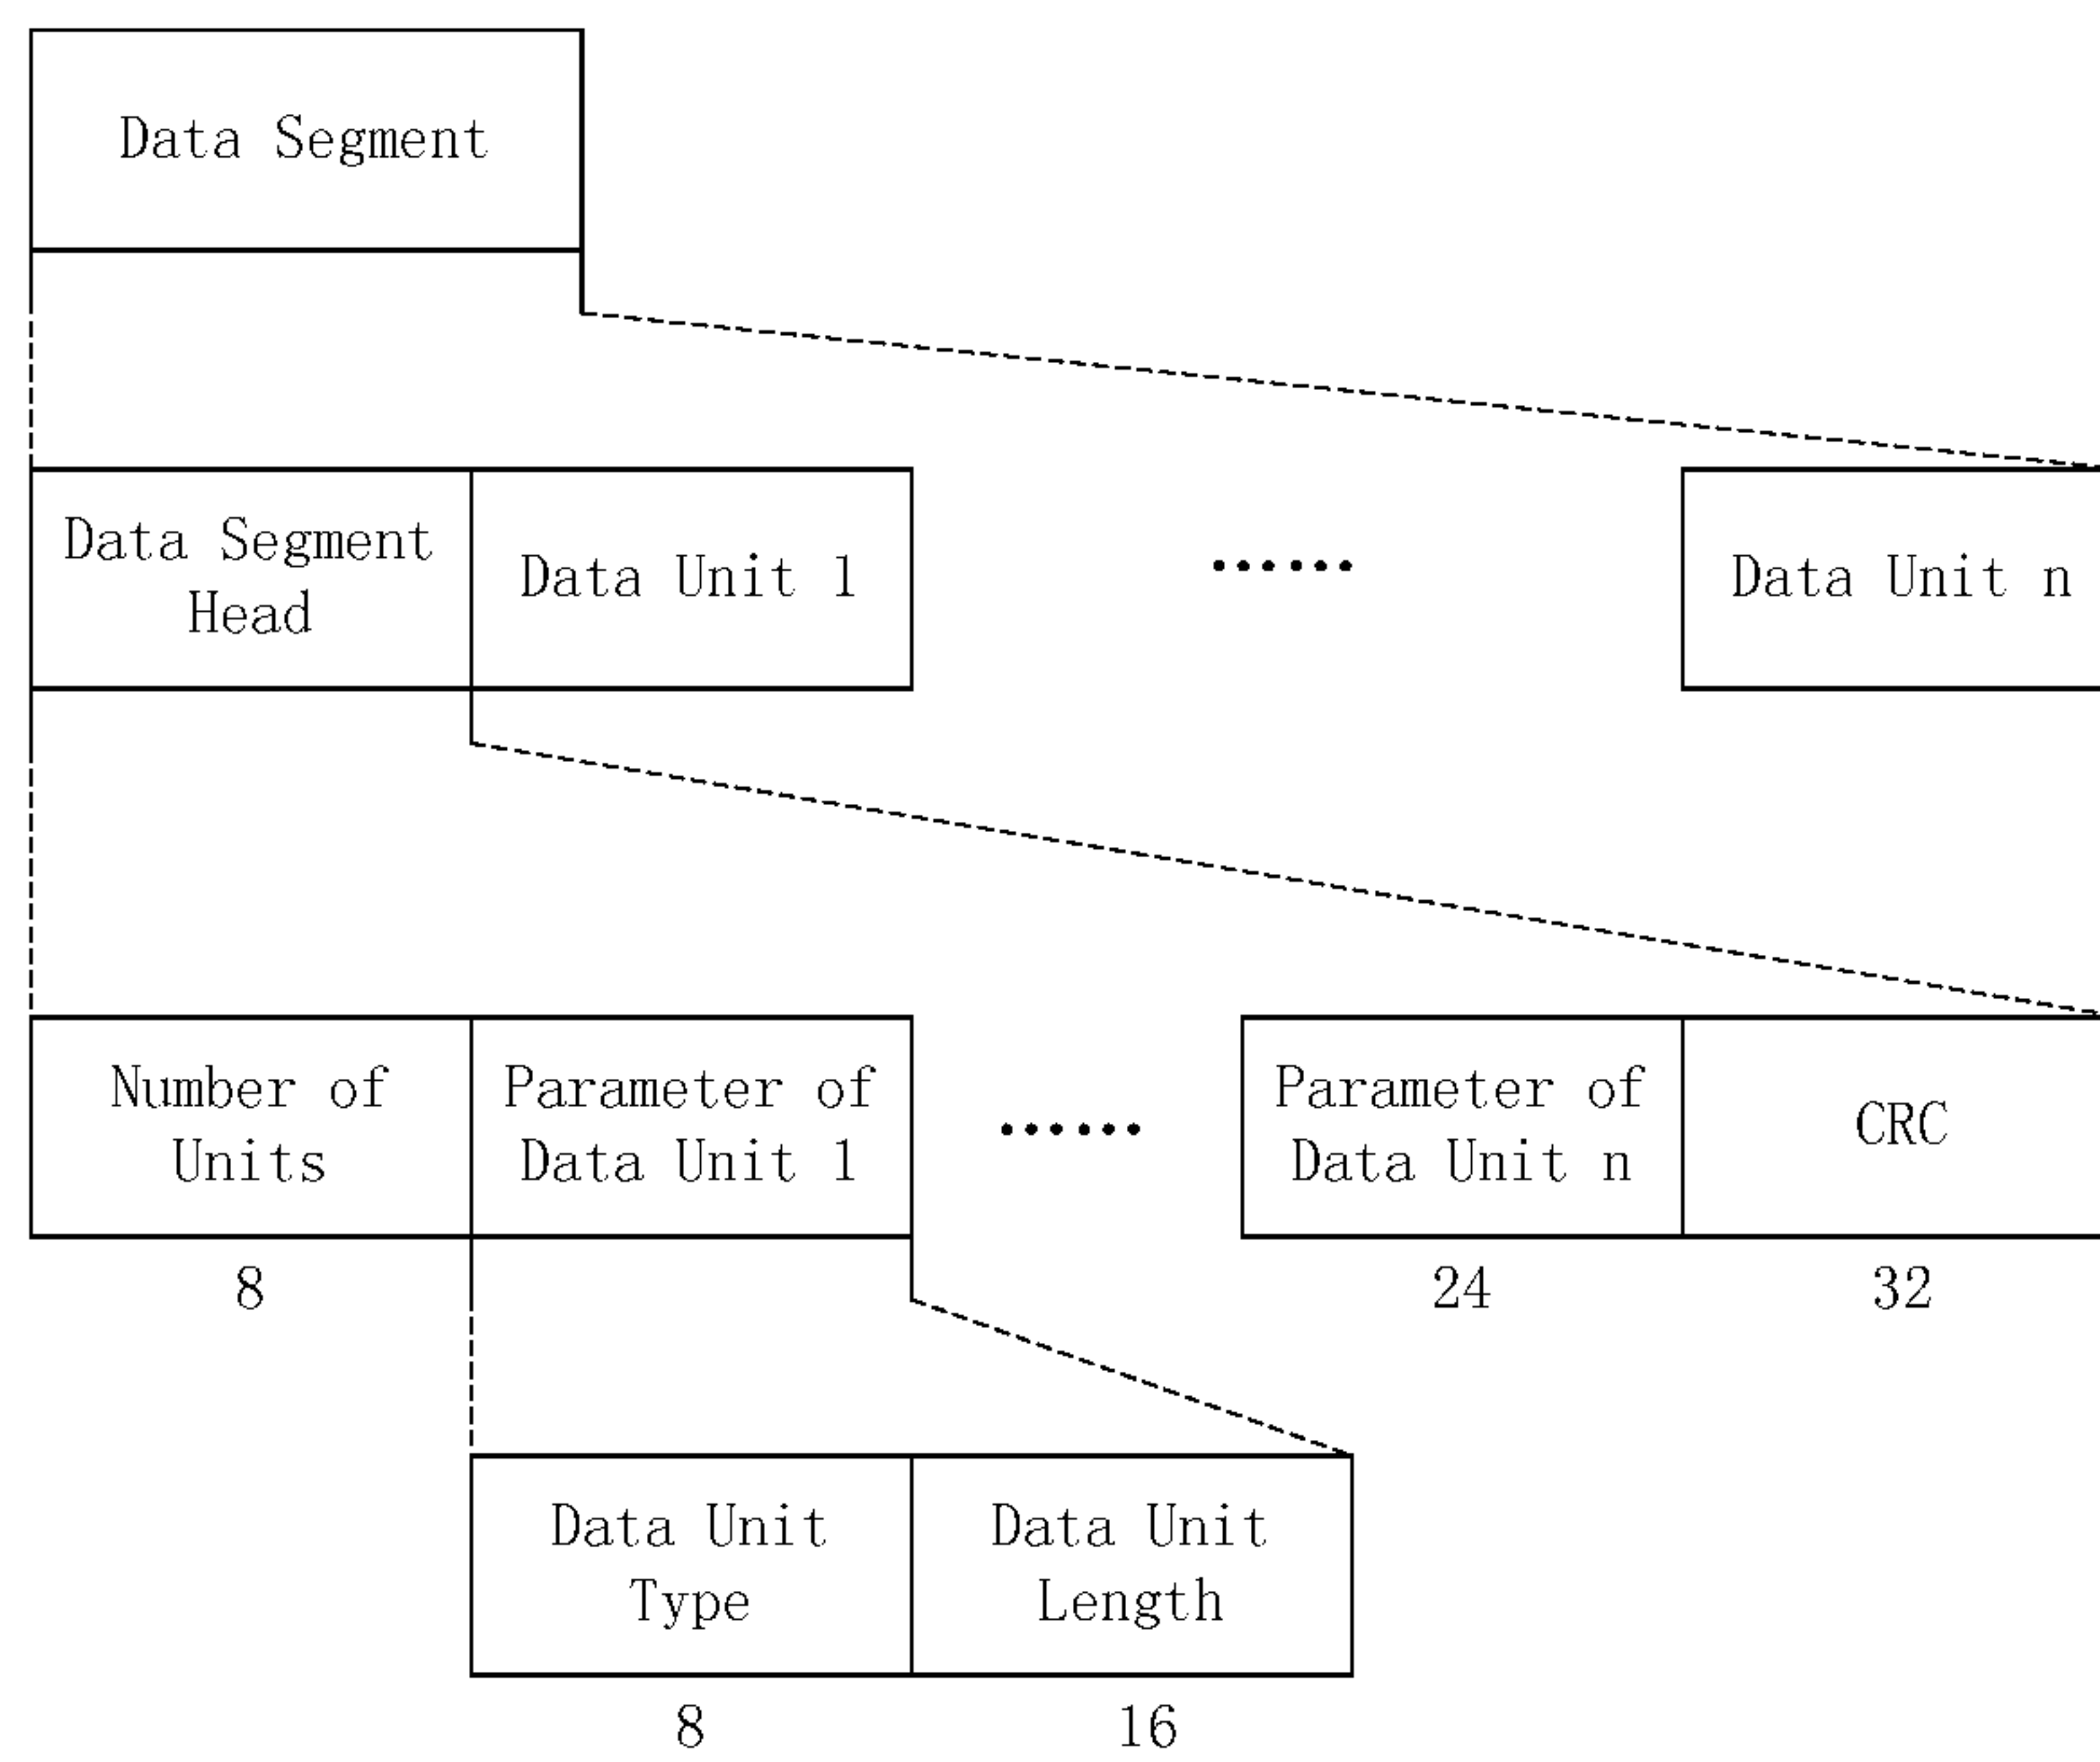 Data Segment
Data Segment
Head
Data Unit 1
Data Unit n
Number of
Units
Parameter of
Data Unit 1
Parameter of
Data Unit n
CRC
8
24
32
Data Unit
Type
Data Unit
Length
8
16